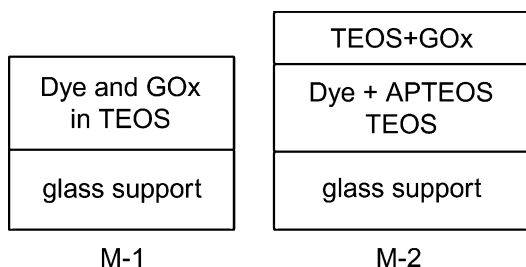 Dye and GOx
in TEOS
glass support
M-1
TEOS+GOx
Dye + APTEOS
TEOS
glass support
M-2